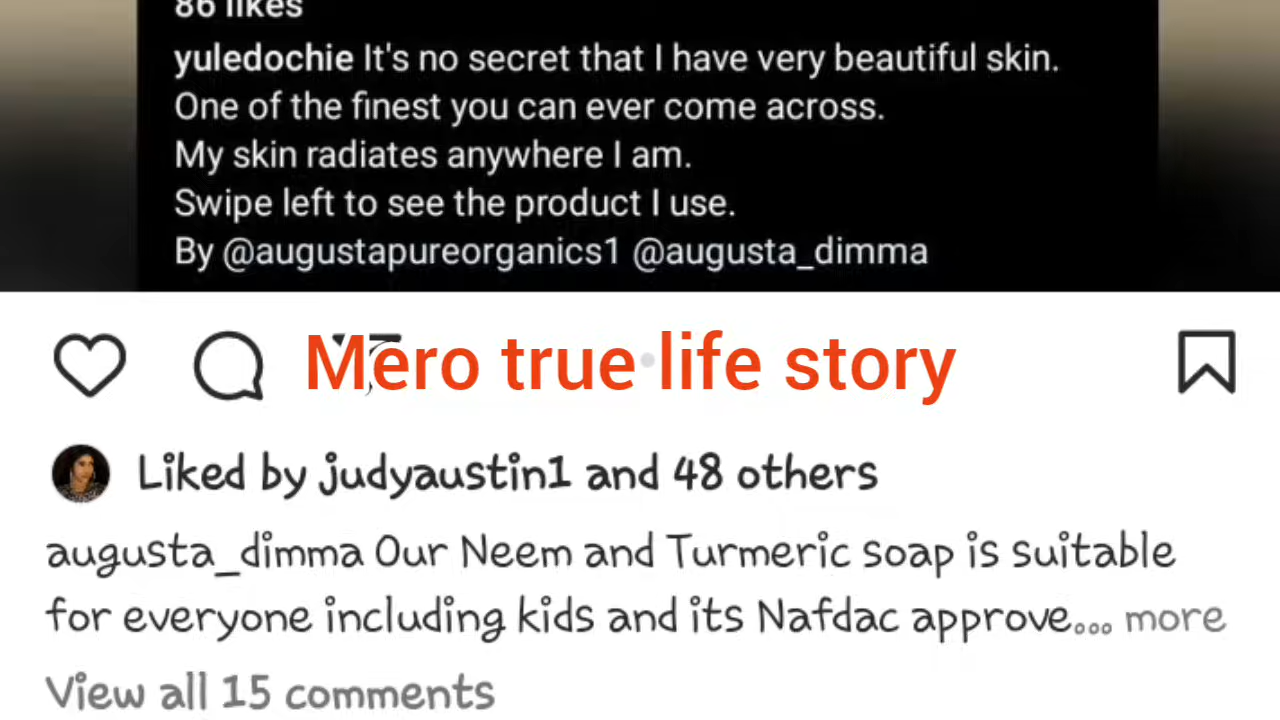 86 likes
yuledochie It's no secret that I have very beautiful skin.
One of the finest you can ever come across.
My skin radiates anywhere I am.
Swipe left to see the product I use.
By @augustapureorganics1 @augusta_dimma
Mero true life story
Liked by judyaustin1 and 48 others
augusta_dimma Our Neem and Turmeric soap is suitable
for everyone including kids and its Nafdac approve... more
View all 15 comments